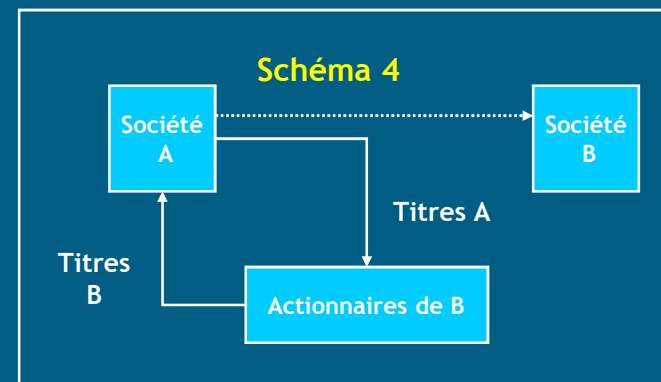 Schéma 4
Société
A
Société
B
Titres A
Titres
B
Actionnaires de B